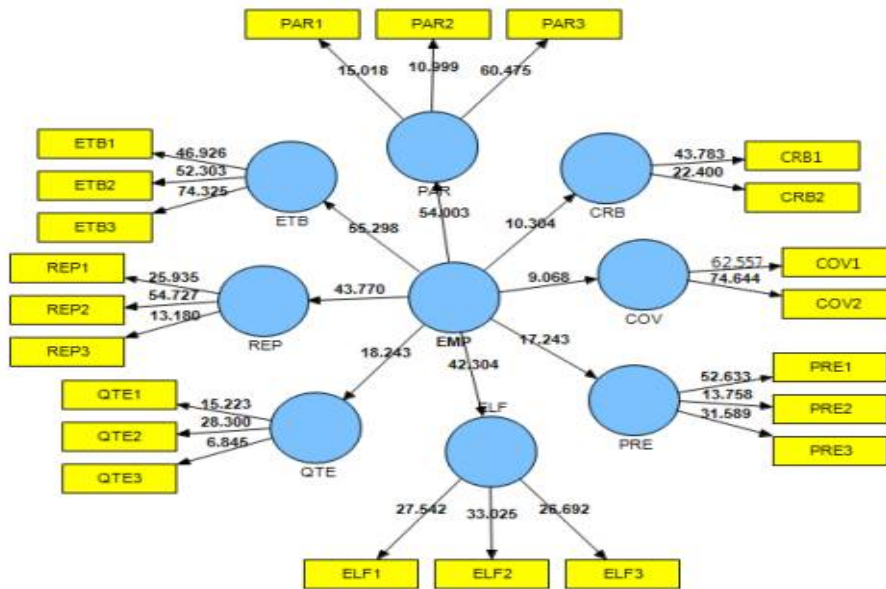 PAR1 PAR2 PAR3
15.018 10.999 60.475
PAR
ETB1
ETB2
ETB3
46.926
52.303
74.325
ETB
CRB1
CRB2
43.783
22.400
CRB
55.298
54.003
10.304
REP1
REP2
REP3
25.935
54.727
13.180
REP
43.770
EMP
9.068
COV
62.557
74.644
COV1
COV2
18.243
42.304
17.243
QTE1
QTE2
QTE3
15.223
28.300
6.845
QTE
ELF
PRE
52.633
13.758
31.589
PRE1
PRE2
PRE3
27.542 33.025 26.692
ELF1 ELF2 ELF3